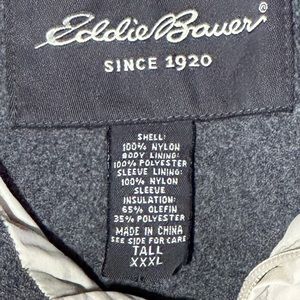 Eddie Bauer®
SINCE 1920
SHELL:
100% NYLON
BODY LINING:
100% POLYESTER
SLEEVE LINING:
100% NYLON
SLEEVE
INSULATION:
65% OLEFIN
35% POLYESTER
MADE IN CHINA
SEE SIDE FOR CARE
TALL
XXXL